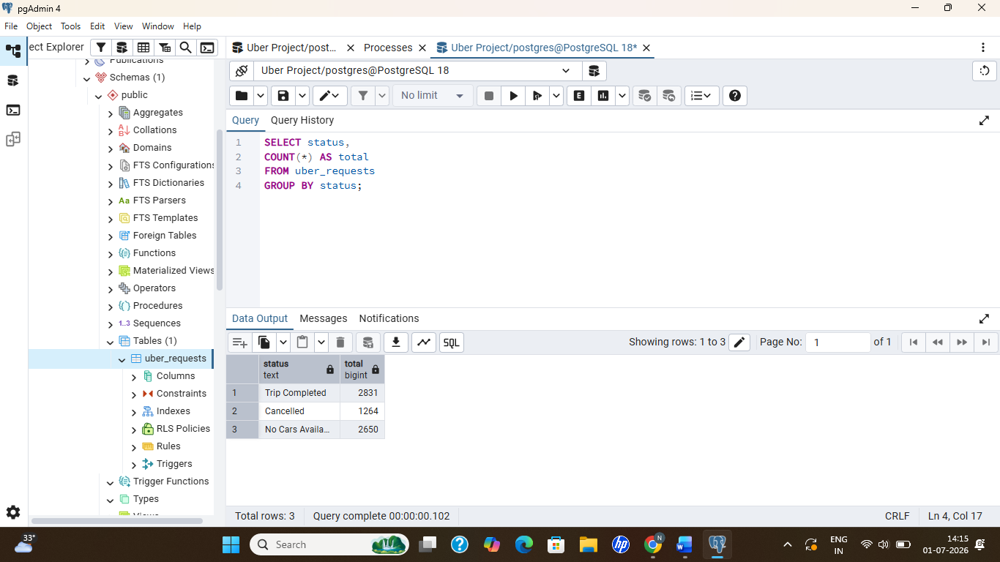 pgAdmin 4
File Object Tools Edit View Window Help
ect Explorer
Uber Project/post...
Processes
Uber Project/postgres@PostgreSQL 18*
Publications
Schemas (1)
public
Aggregates
Collations
Domains
FTS Configurations
FTS Dictionaries
Aa FTS Parsers
FTS Templates
Foreign Tables
Functions
Materialized Views
Operators
Procedures
1..3 Sequences
Tables (1)
uber_requests
Columns
Constraints
Indexes
RLS Policies
Rules
Triggers
Trigger Functions
Types
Views
Uber Project/postgres@PostgreSQL 18
No limit
E
Query Query History
1 SELECT status,
2 COUNT(*) AS total
3 FROM uber_requests
4 GROUP BY status;
Data Output Messages Notifications
SQL
Showing rows: 1 to 3
Page No: 1 of 1
status total
text bigint
1 Trip Completed 2831
2 Cancelled 1264
3 No Cars Availa... 2650
Total rows: 3 Query complete 00:00:00.102 CRLF Ln 4, Col 17
33°
Search
hp
N
ENG
IN
14:15
01-07-2026